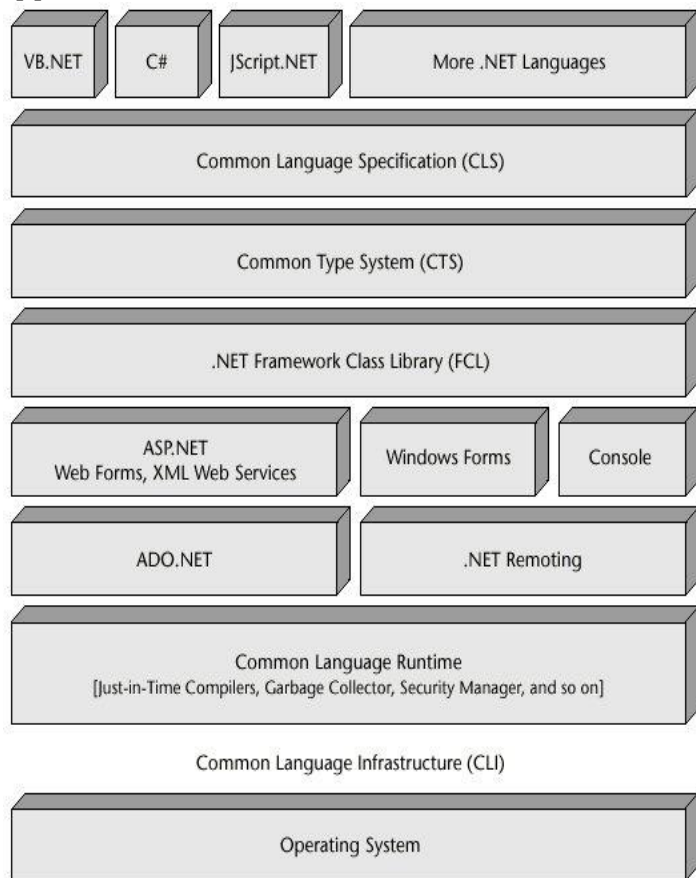 VB.NET
C#
JScript.NET
More .NET Languages
Common Language Specification (CLS)
Common Type System (CTS)
.NET Framework Class Library (FCL)
ASP.NET
Web Forms, XML Web Services
Windows Forms
Console
ADO.NET
.NET Remoting
Common Language Runtime
[Just-in-Time Compilers, Garbage Collector, Security Manager, and so on]
Common Language Infrastructure (CLI)
Operating System